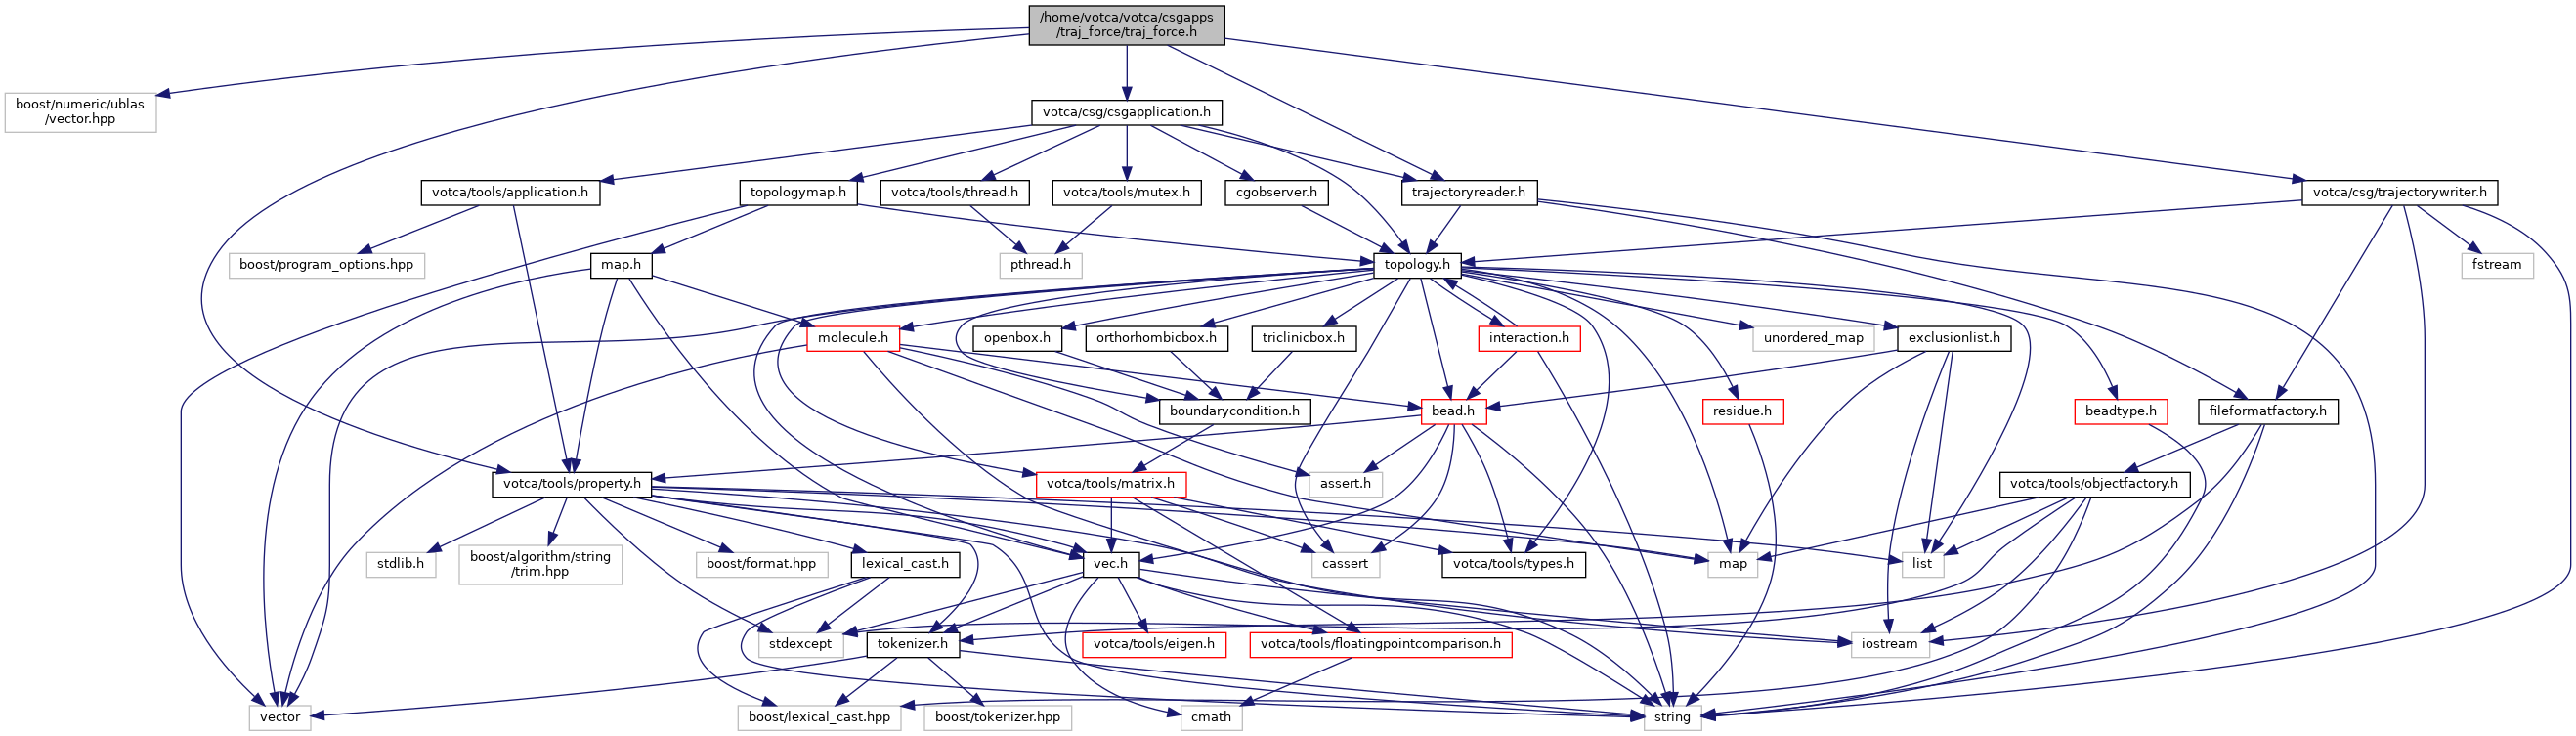 /home/votca/votca/csgapps
/traj_force/traj_force.h
boost/numeric/ublas
/vector.hpp
votca/csg/csgapplication.h
votca/tools/application.h
topologymap.h
votca/tools/thread.h
votca/tools/mutex.h
cgobserver.h
trajectoryreader.h
votca/csg/trajectorywriter.h
boost/program_options.hpp
map.h
pthread.h
topology.h
fstream
molecule.h
openbox.h
orthorhombicbox.h
triclinicbox.h
interaction.h
unordered_map
exclusionlist.h
boundarycondition.h
bead.h
residue.h
beadtype.h
fileformatfactory.h
votca/tools/property.h
votca/tools/matrix.h
assert.h
votca/tools/objectfactory.h
stdlib.h
boost/algorithm/string
/trim.hpp
boost/format.hpp
lexical_cast.h
vec.h
cassert
votca/tools/types.h
map
list
stdexcept
tokenizer.h
votca/tools/eigen.h
votca/tools/floatingpointcomparison.h
iostream
vector
boost/lexical_cast.hpp
boost/tokenizer.hpp
cmath
string